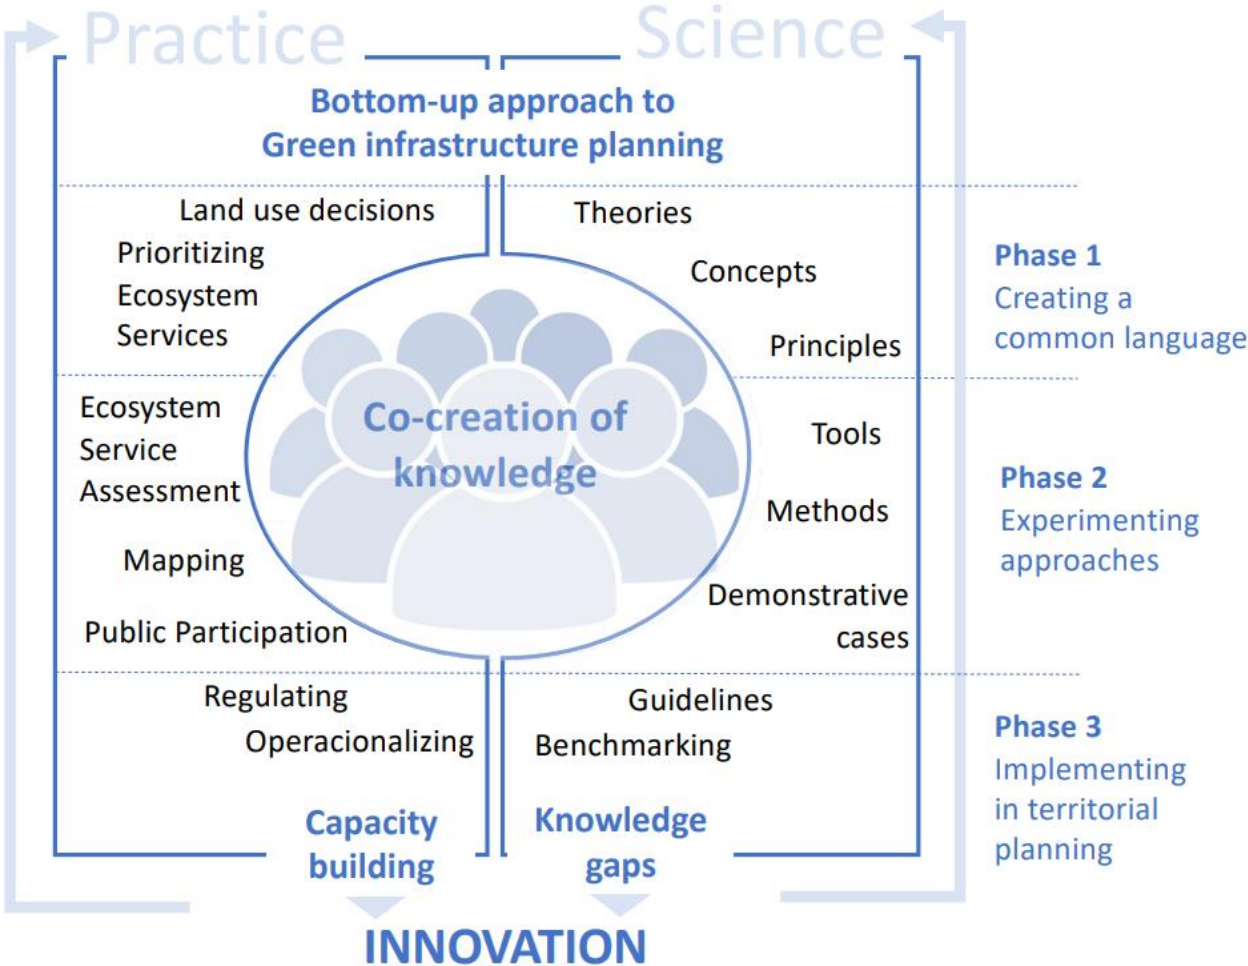 Practice
Science
Bottom-up approach to
Green infrastructure planning
Land use decisions
Prioritizing
Ecosystem
Services
Theories
Concepts
Principles
Phase 1
Creating a
common language
Co-creation of
knowledge
Ecosystem
Service
Assessment
Mapping
Public Participation
Tools
Methods
Demonstrative
cases
Phase 2
Experimenting
approaches
Regulating
Operacionalizing
Guidelines
Benchmarking
Phase 3
Implementing
in territorial
planning
Capacity
building
Knowledge
gaps
INNOVATION